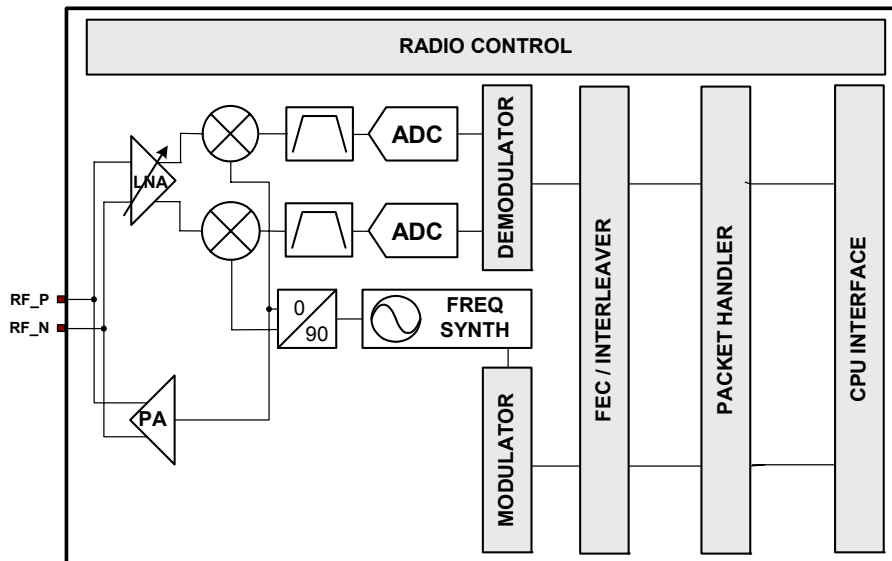 RADIO CONTROL
LNA
ADC
ADC
DEMODULATOR
FEC / INTERLEAVER
PACKET HANDLER
CPU INTERFACE
RF_P
RF_N
0
90
FREQ
SYNTH
PA
MODULATOR